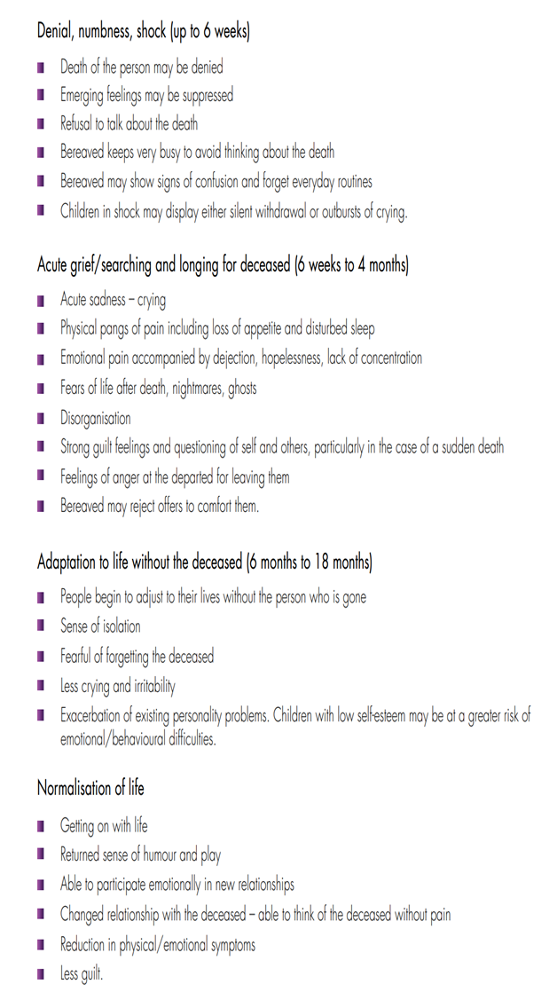 Denial, numbness, shock (up to 6 weeks)
Death of the person may be denied
Emerging feelings may be suppressed
Refusal to talk about the death
Bereaved keeps very busy to avoid thinking about the death
Bereaved may show signs of confusion and forget everyday routines
Children in shock may display either silent withdrawal or outbursts of crying.
Acute grief/searching and longing for deceased (6 weeks to 4 months)
Acute sadness – crying
Physical pangs of pain including loss of appetite and disturbed sleep
Emotional pain accompanied by dejection, hopelessness, lack of concentration
Fears of life after death, nightmares, ghosts
Disorganisation
Strong guilt feelings and questioning of self and others, particularly in the case of a sudden death
Feelings of anger at the departed for leaving them
Bereaved may reject offers to comfort them.
Adaptation to life without the deceased (6 months to 18 months)
People begin to adjust to their lives without the person who is gone
Sense of isolation
Fearful of forgetting the deceased
Less crying and irritability
Exacerbation of existing personality problems. Children with low self-esteem may be at a greater risk of
emotional/behavioural difficulties.
Normalisation of life
Getting on with life
Returned sense of humour and play
Able to participate emotionally in new relationships
Changed relationship with the deceased – able to think of the deceased without pain
Reduction in physical/emotional symptoms
Less guilt.